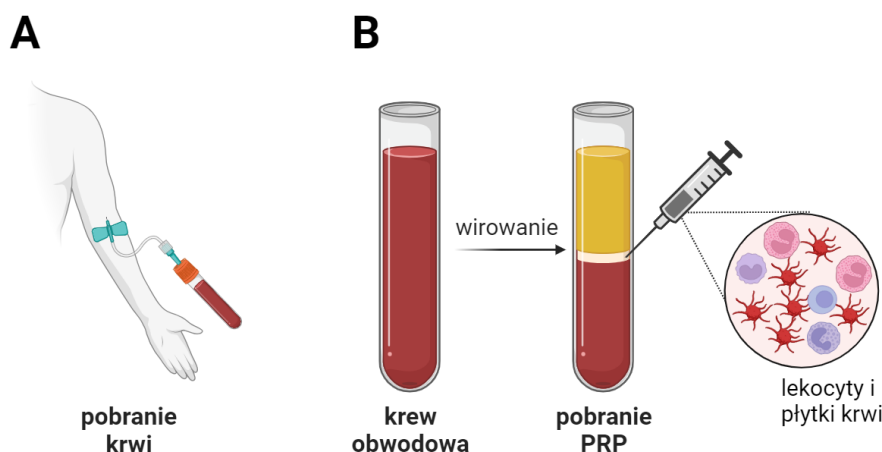 A
B
wirowanie
lekocyty i
płytki krwi
pobranie
krwi
krew
obwodowa
pobranie
PRP